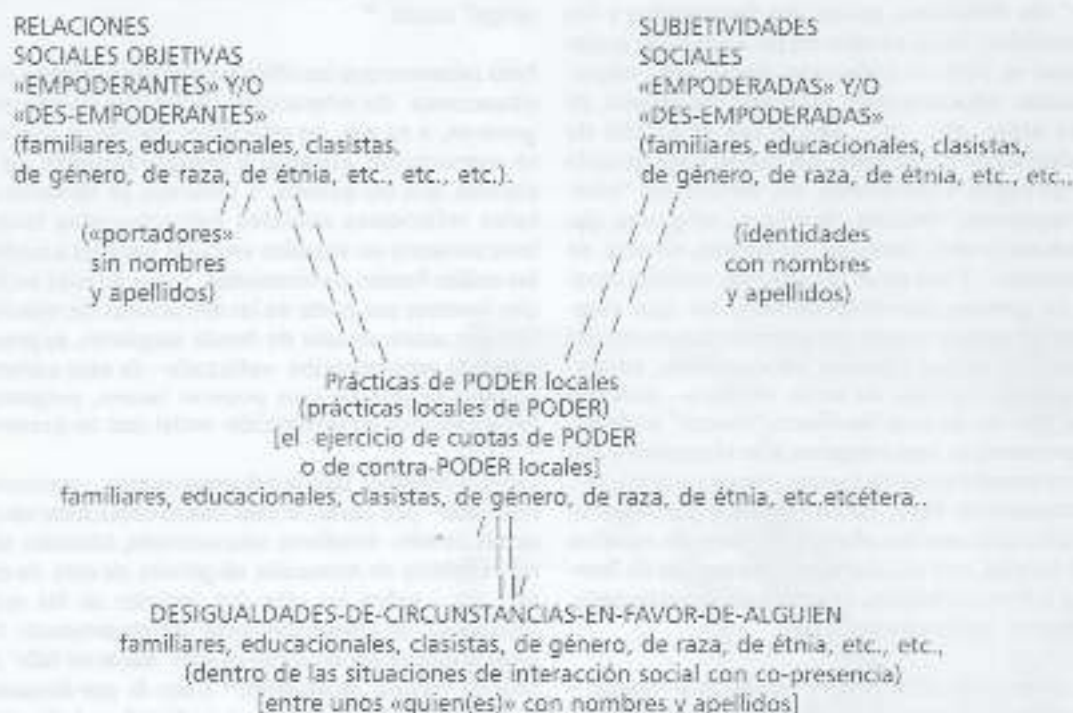 RELACIONES
SOCIALES OBJETIVAS
«EMPODERANTES» Y/O
«DES-EMPODERANTES»
(familiares, educacionales, clasistas,
de género, de raza, de étnia, etc., etc., etc.).
SUBJETIVIDADES
SOCIALES
«EMPODERADAS» Y/O
«DES-EMPODERADAS»
(familiares, educacionales, clasistas,
de género, de raza, de étnia, etc., etc.,
(«portadores»
sin nombres
y apellidos)
(identidades
con nombres
y apellidos)
Prácticas de PODER locales
(prácticas locales de PODER)
[el ejercicio de cuotas de PODER
o de contra-PODER locales]
familiares, educacionales, clasistas, de género, de raza, de étnia, etc.etcétera..
DESIGUALDADES-DE-CIRCUNSTANCIAS-EN-FAVOR-DE-ALGUIEN
familiares, educacionales, clasistas, de género, de raza, de étnia, etc., etc.,
(dentro de las situaciones de interacción social con co-presencia)
[entre unos «quien(es)» con nombres y apellidos]